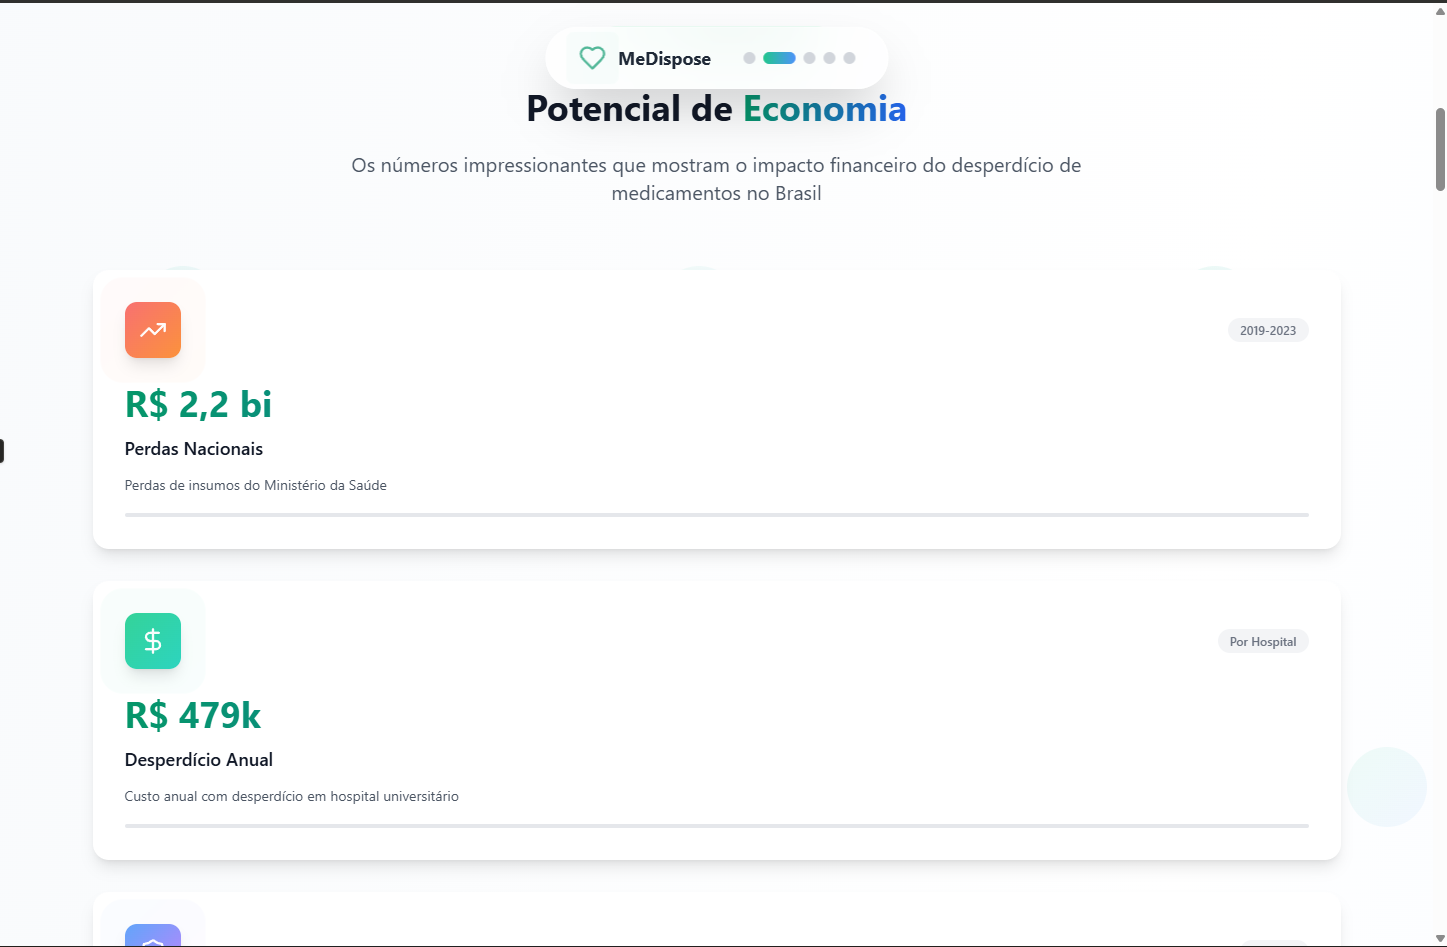 MeDispose
Potencial de Economia
Os números impressionantes que mostram o impacto financeiro do desperdício de
medicamentos no Brasil
2019-2023
R$ 2,2 bi
Perdas Nacionais
Perdas de insumos do Ministério da Saúde
Por Hospital
R$ 479k
Desperdício Anual
Custo anual com desperdício em hospital universitário